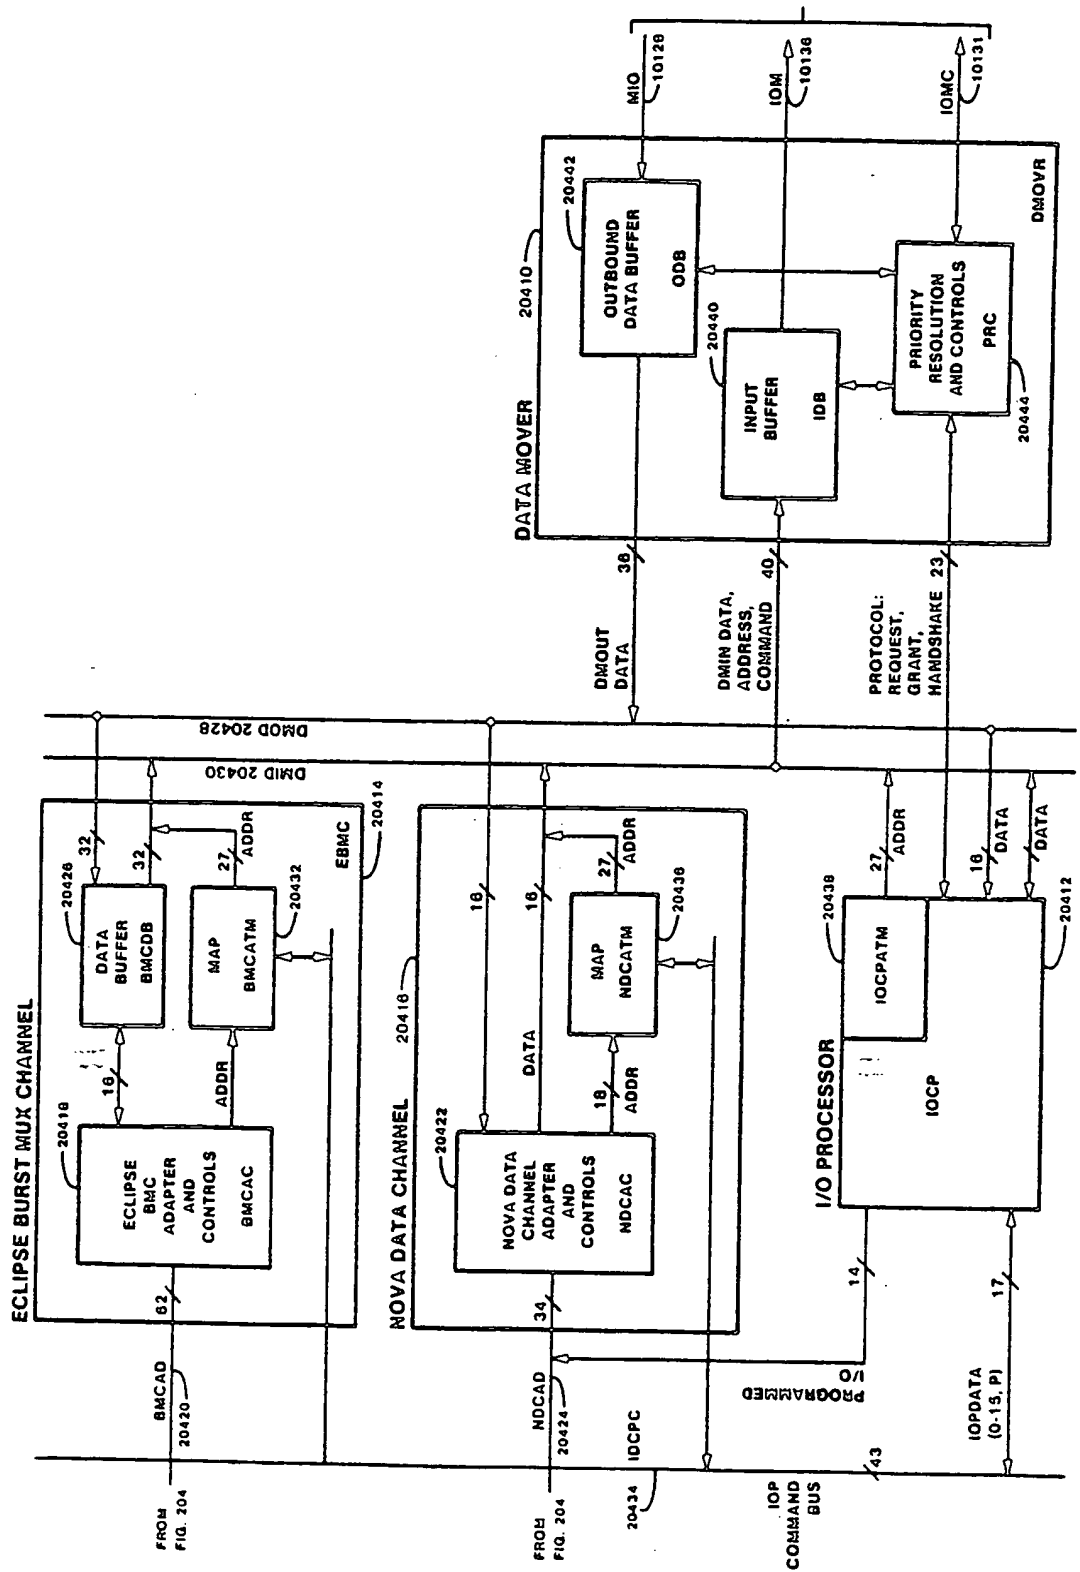 ECLIPSE BURST MUX CHANNEL
FROM
FIG. 204
BMCAD
20420
62
20418
ECLIPSE
BMC
ADAPTER
AND
CONTROLS
BMCAC
16
ADDR
20426
DATA
BUFFER
BMCDB
MAP
BMCATM
20432
32
32
27
ADDR
EBMC
20414
DMID 20430
DMOD 20428
NOVA DATA CHANNEL
20416
FROM
FIG. 204
NDCAD
20424
34
20422
NOVA DATA
CHANNEL
ADAPTER
AND
CONTROLS
NDCAC
16
DATA
16
18
ADDR
MAP
NDCATM
20436
27
ADDR
IDCPC
20434
PROGRAMMED
I/O
IOP
COMMAND
BUS
43
I/O PROCESSOR
14
17
IOPDATA
(0-15, P)
IOCP
IOCPATM
20438
27
ADDR
16
DATA
DATA
20412
DMOUT
DATA
36
DMIN DATA,
ADDRESS,
COMMAND
40
PROTOCOL:
REQUEST,
GRANT,
HANDSHAKE
23
DATA MOVER
20410
OUTBOUND
DATA BUFFER
ODB
20442
INPUT
BUFFER
IDB
20440
PRIORITY
RESOLUTION
AND CONTROLS
PRC
20444
DMOVR
MIO
10129
IOM
10136
IOMC
10131